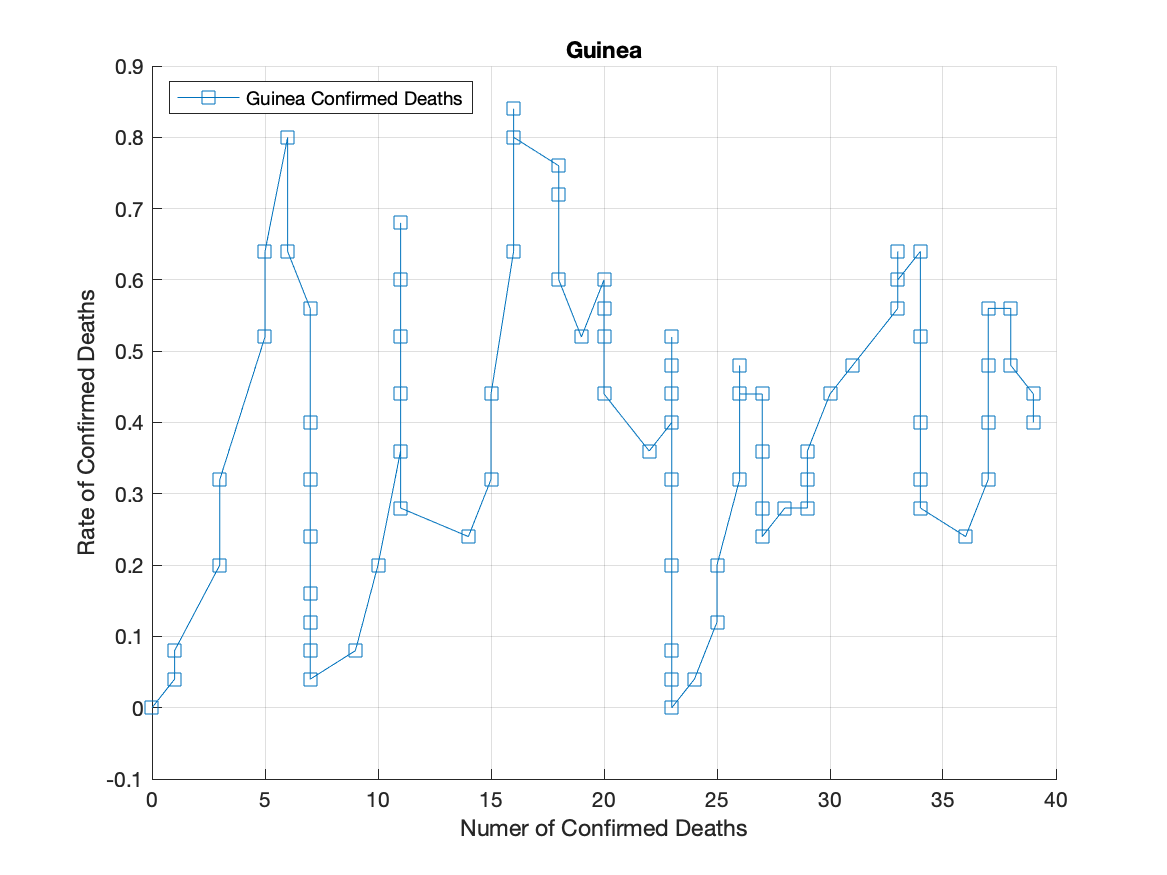 Guinea
Guinea Confirmed Deaths
0.9
0.8
0.7
0.6
0.5
0.4
0.3
0.2
0.1
0
-0.1
Rate of Confirmed Deaths
0 5 10 15 20 25 30 35 40
Numer of Confirmed Deaths